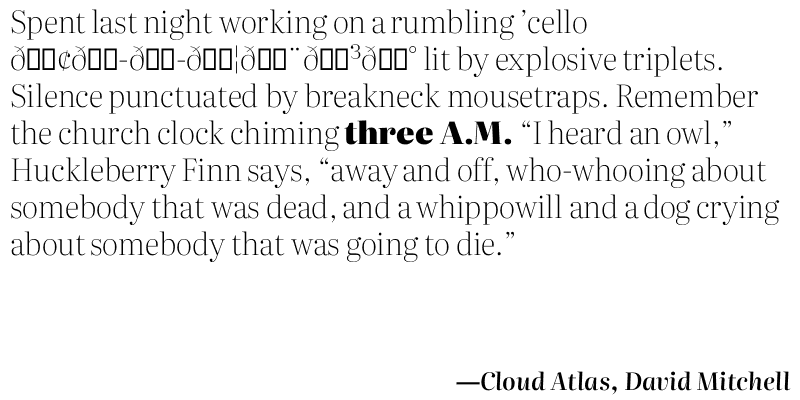 Spent last night working on a rumbling ’cello
lit by explosive triplets.
Silence punctuated by breakneck mousetraps. Remember
the church clock chiming three A.M. “I heard an owl,”
Huckleberry Finn says, “away and off, who-whooing about
somebody that was dead, and a whippowill and a dog crying
about somebody that was going to die.”
—Cloud Atlas, David Mitchell